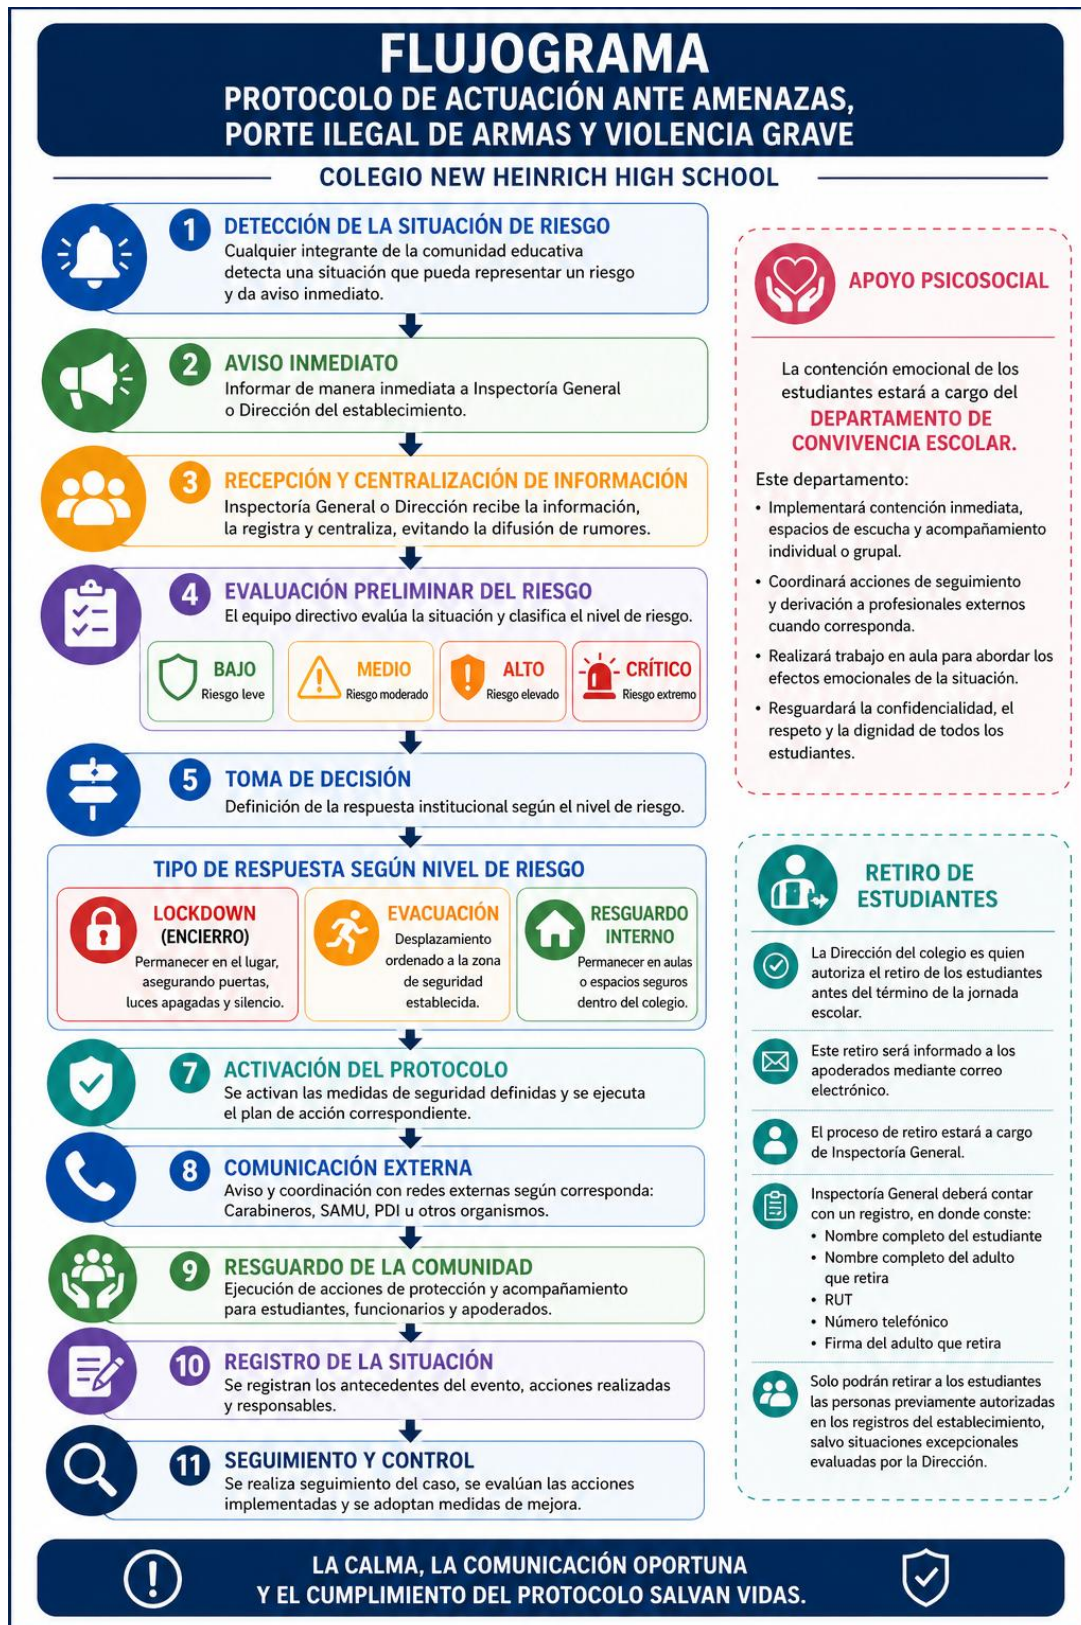 FLUJOGRAMA
PROTOCOLO DE ACTUACIÓN ANTE AMENAZAS,
PORTE ILEGAL DE ARMAS Y VIOLENCIA GRAVE
COLEGIO NEW HEINRICH HIGH SCHOOL
1 DETECCIÓN DE LA SITUACIÓN DE RIESGO
Cualquier integrante de la comunidad educativa
detecta una situación que pueda representar un riesgo
y da aviso inmediato.
2 AVISO INMEDIATO
Informar de manera inmediata a Inspectoría General
o Dirección del establecimiento.
3 RECEPCIÓN Y CENTRALIZACIÓN DE INFORMACIÓN
Inspectoría General o Dirección recibe la información,
la registra y centraliza, evitando la difusión de rumores.
4 EVALUACIÓN PRELIMINAR DEL RIESGO
El equipo directivo evalúa la situación y clasifica el nivel de riesgo.
BAJO
Riesgo leve
MEDIO
Riesgo moderado
ALTO
Riesgo elevado
CRÍTICO
Riesgo extremo
5 TOMA DE DECISIÓN
Definición de la respuesta institucional según el nivel de riesgo.
TIPO DE RESPUESTA SEGÚN NIVEL DE RIESGO
LOCKDOWN
(ENCIERRO)
Permanecer en el lugar,
asegurando puertas,
luces apagadas y silencio.
EVACUACIÓN
Desplazamiento
ordenado a la zona
de seguridad
establecida.
RESGUARDO
INTERNO
Permanecer en aulas
o espacios seguros
dentro del colegio.
7 ACTIVACIÓN DEL PROTOCOLO
Se activan las medidas de seguridad definidas y se ejecuta
el plan de acción correspondiente.
8 COMUNICACIÓN EXTERNA
Aviso y coordinación con redes externas según corresponda:
Carabineros, SAMU, PDI u otros organismos.
9 RESGUARDO DE LA COMUNIDAD
Ejecución de acciones de protección y acompañamiento
para estudiantes, funcionarios y apoderados.
10 REGISTRO DE LA SITUACIÓN
Se registran los antecedentes del evento, acciones realizadas
y responsables.
11 SEGUIMIENTO Y CONTROL
Se realiza seguimiento del caso, se evalúan las acciones
implementadas y se adoptan medidas de mejora.
APOYO PSICOSOCIAL
La contención emocional de los
estudiantes estará a cargo del
DEPARTAMENTO DE
CONVIVENCIA ESCOLAR.
Este departamento:
• Implementará contención inmediata,
espacios de escucha y acompañamiento
individual o grupal.
• Coordinará acciones de seguimiento
y derivación a profesionales externos
cuando corresponda.
• Realizará trabajo en aula para abordar los
efectos emocionales de la situación.
• Resguardará la confidencialidad, el
respeto y la dignidad de todos los
estudiantes.
RETIRO DE
ESTUDIANTES
La Dirección del colegio es quien
autoriza el retiro de los estudiantes
antes del término de la jornada
escolar.
Este retiro será informado a los
apoderados mediante correo
electrónico.
El proceso de retiro estará a cargo
de Inspectoría General.
Inspectoría General deberá contar
con un registro, en donde conste:
• Nombre completo del estudiante
• Nombre completo del adulto
que retira
• RUT
• Número telefónico
• Firma del adulto que retira
Solo podrán retirar a los estudiantes
las personas previamente autorizadas
en los registros del establecimiento,
salvo situaciones excepcionales
evaluadas por la Dirección.
LA CALMA, LA COMUNICACIÓN OPORTUNA
Y EL CUMPLIMIENTO DEL PROTOCOLO SALVAN VIDAS.